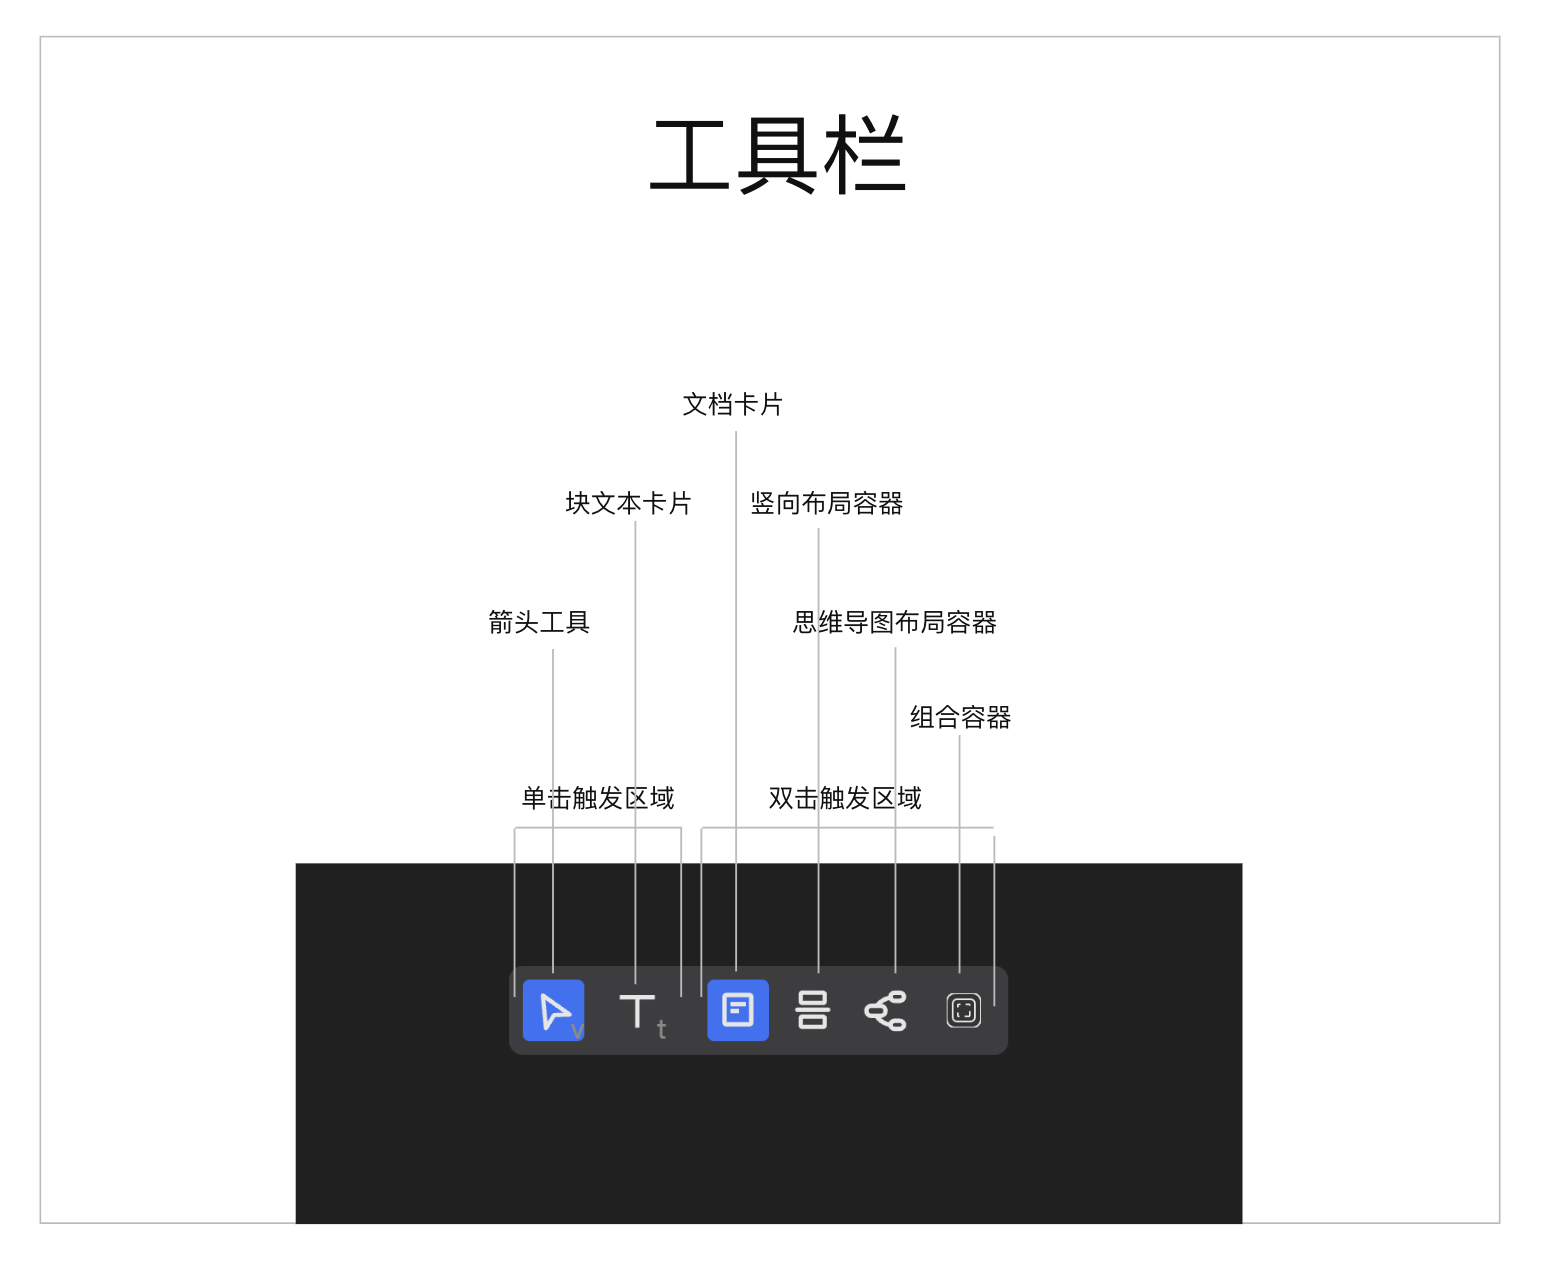 工具栏
文档卡片
块文本卡片
竖向布局容器
箭头工具
思维导图布局容器
组合容器
单击触发区域
双击触发区域
v
t